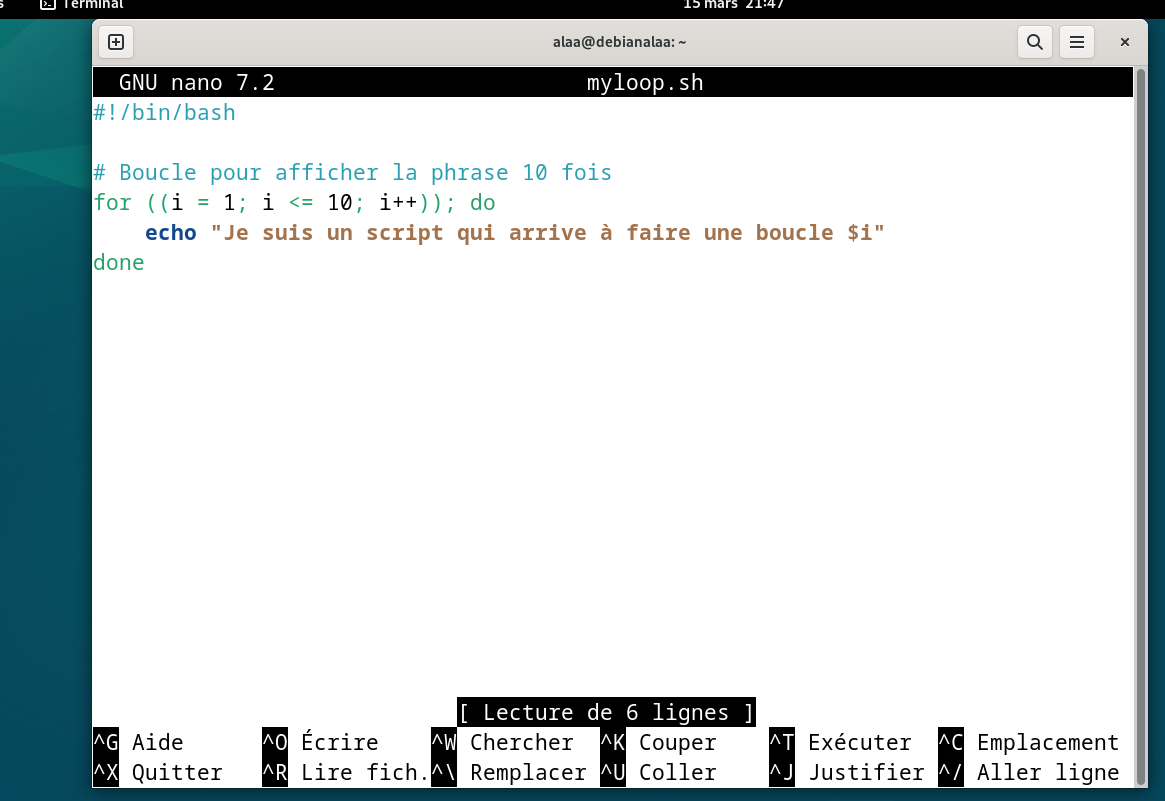 Terminal 15 mars 21:47
alaa@debianalaa: ~
GNU nano 7.2 myloop.sh
#!/bin/bash
# Boucle pour afficher la phrase 10 fois
for ((i = 1; i <= 10; i++)); do
    echo "Je suis un script qui arrive à faire une boucle $i"
done
[ Lecture de 6 lignes ]
^G Aide ^O Écrire ^W Chercher ^K Couper ^T Exécuter ^C Emplacement
^X Quitter ^R Lire fich. ^\ Remplacer ^U Coller ^J Justifier ^/ Aller ligne